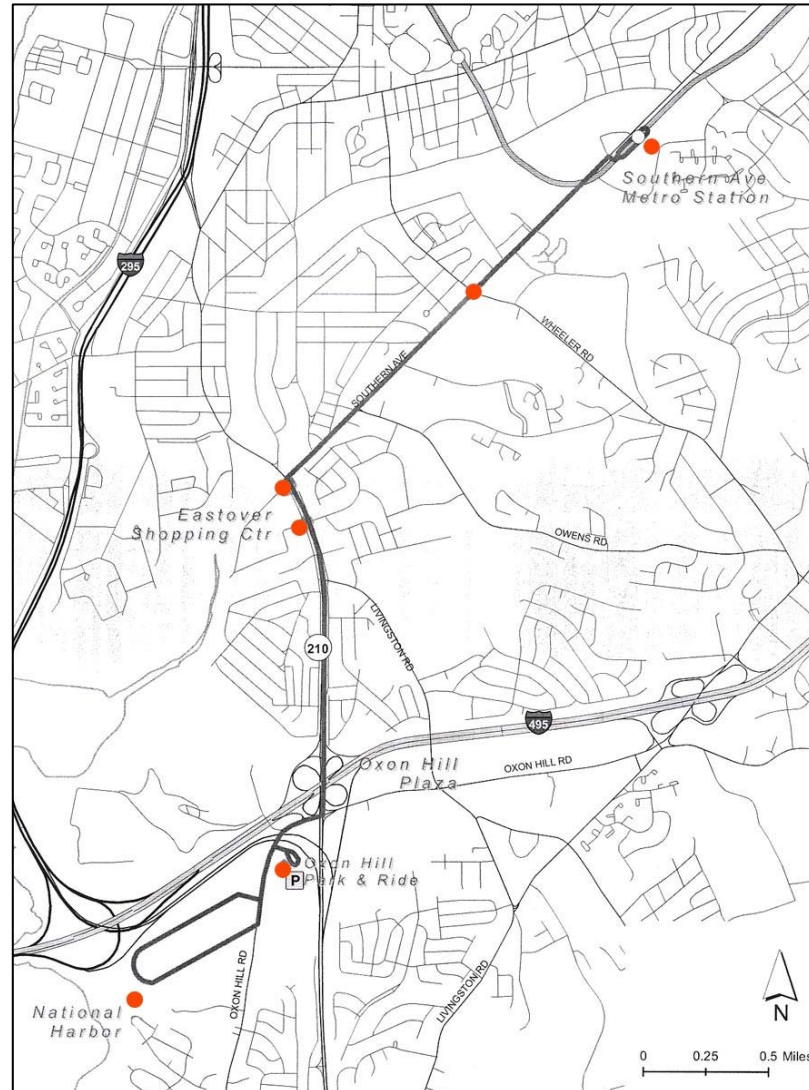 Southern Ave
Metro Station
295
WHEELER RD
SOUTHERN AVE
Eastover
Shopping Ctr
OWENS RD
LIVINGSTON RD
210
495
Oxon Hill
Plaza
OXON HILL RD
Oxon Hill
Park & Ride
P
OXON HILL RD
LIVINGSTON RD
National
Harbor
N
0 0.25 0.5 Miles